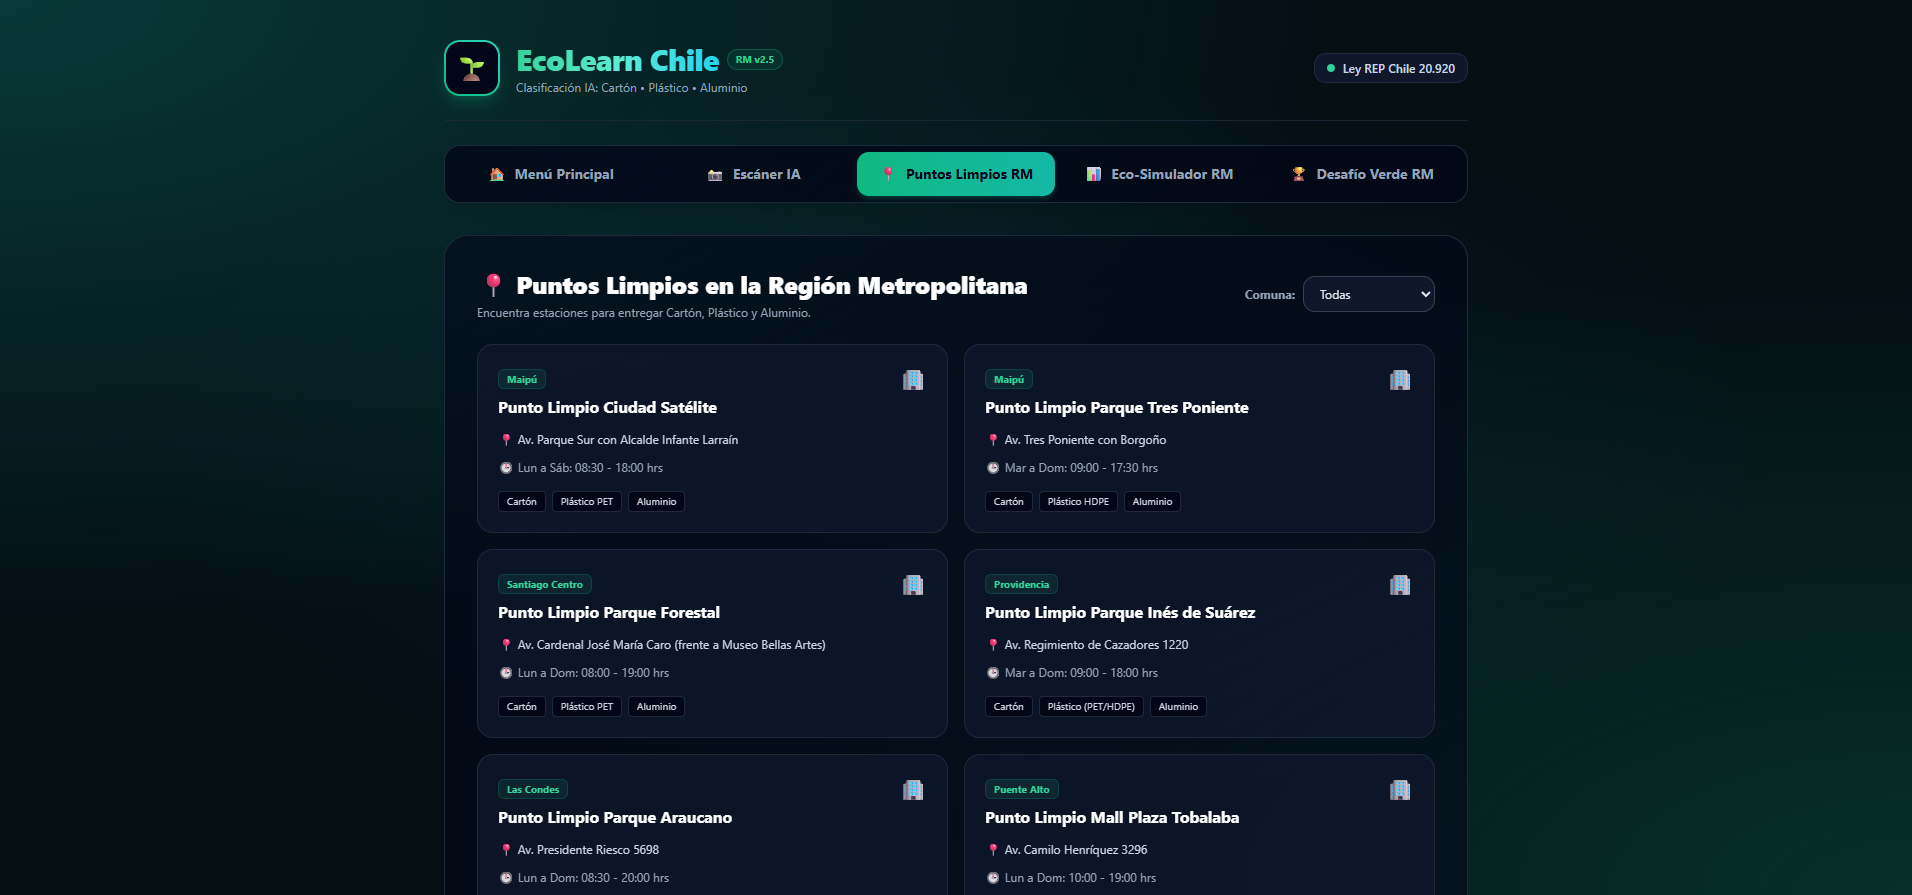 EcoLearn Chile RM v2.5
Clasificación IA: Cartón • Plástico • Aluminio
Ley REP Chile 20.920
Menú Principal
Escáner IA
Puntos Limpios RM
Eco-Simulador RM
Desafío Verde RM
Puntos Limpios en la Región Metropolitana
Encuentra estaciones para entregar Cartón, Plástico y Aluminio.
Comuna: Todas
Maipú
Punto Limpio Ciudad Satélite
Av. Parque Sur con Alcalde Infante Larraín
Lun a Sáb: 08:30 - 18:00 hrs
Cartón Plástico PET Aluminio
Maipú
Punto Limpio Parque Tres Poniente
Av. Tres Poniente con Borgoño
Mar a Dom: 09:00 - 17:30 hrs
Cartón Plástico HDPE Aluminio
Santiago Centro
Punto Limpio Parque Forestal
Av. Cardenal José María Caro (frente a Museo Bellas Artes)
Lun a Dom: 08:00 - 19:00 hrs
Cartón Plástico PET Aluminio
Providencia
Punto Limpio Parque Inés de Suárez
Av. Regimiento de Cazadores 1220
Mar a Dom: 09:00 - 18:00 hrs
Cartón Plástico (PET/HDPE) Aluminio
Las Condes
Punto Limpio Parque Araucano
Av. Presidente Riesco 5698
Lun a Dom: 08:30 - 20:00 hrs
Puente Alto
Punto Limpio Mall Plaza Tobalaba
Av. Camilo Henríquez 3296
Lun a Dom: 10:00 - 19:00 hrs